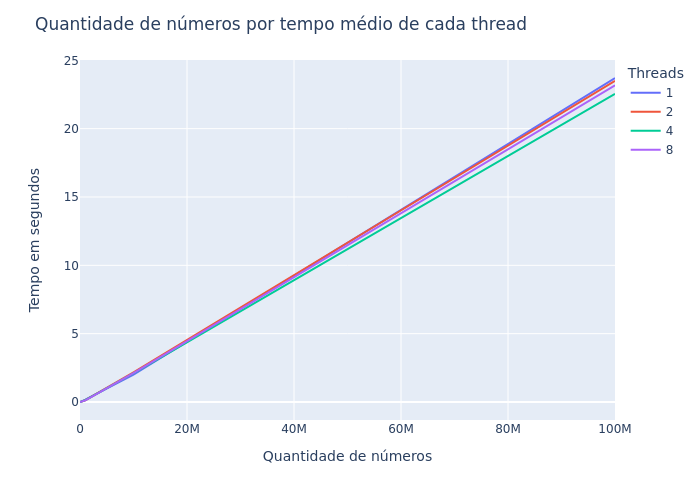 Quantidade de números por tempo médio de cada thread
Threads
1
2
4
8
25
20
15
10
5
0
Tempo em segundos
0
20M
40M
60M
80M
100M
Quantidade de números